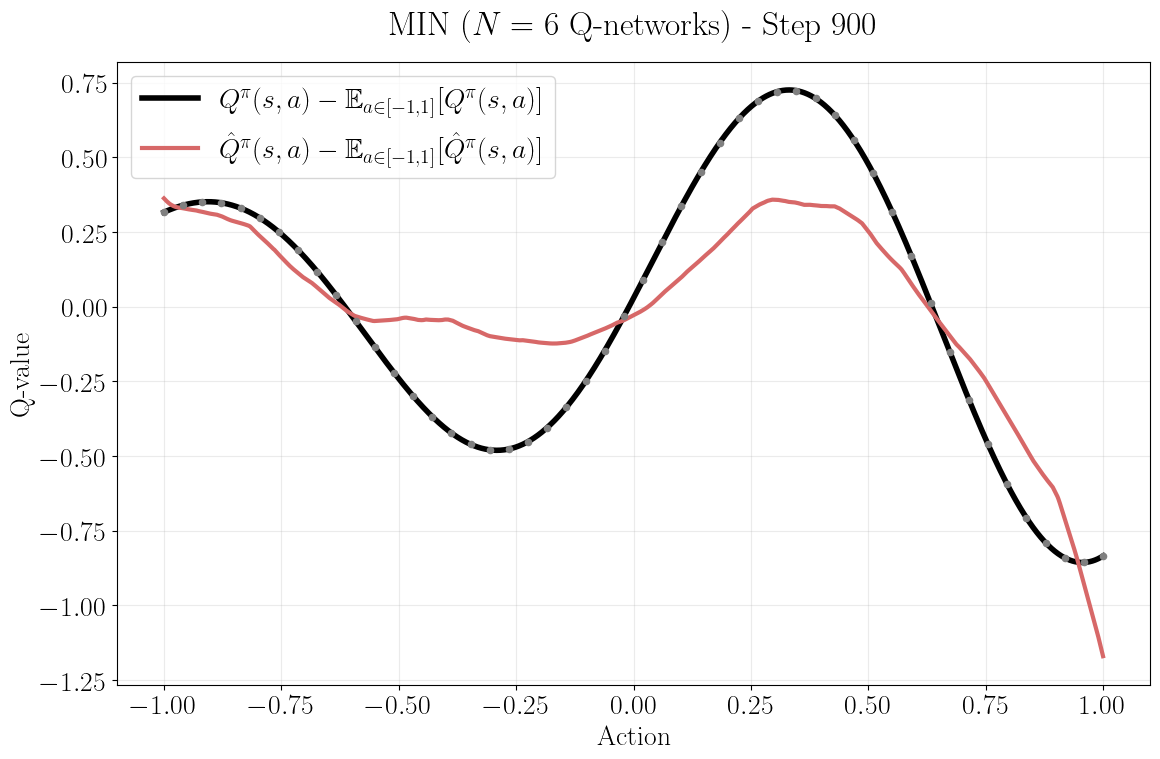 MIN (N = 6 Q-networks) - Step 900
Q^π(s, a) − 𝔼_{a∈[−1,1]}[Q^π(s, a)]
Q̂^π(s, a) − 𝔼_{a∈[−1,1]}[Q̂^π(s, a)]
0.75
0.50
0.25
0.00
−0.25
−0.50
−0.75
−1.00
−1.25
Q-value
−1.00 −0.75 −0.50 −0.25 0.00 0.25 0.50 0.75 1.00
Action